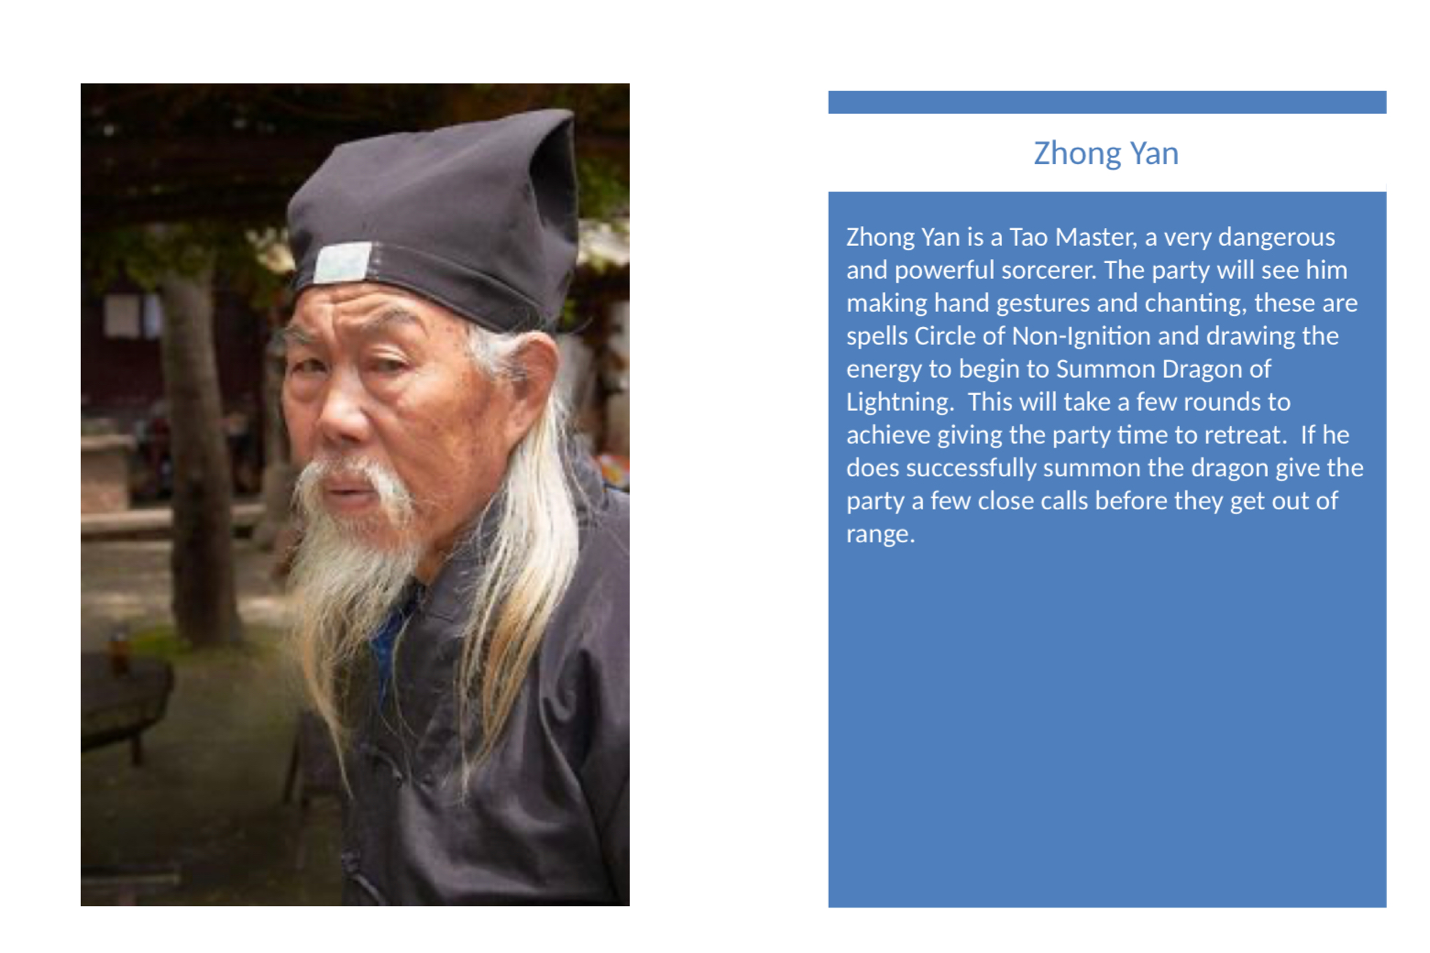 Zhong Yan
Zhong Yan is a Tao Master, a very dangerous
and powerful sorcerer. The party will see him
making hand gestures and chanting, these are
spells Circle of Non-Ignition and drawing the
energy to begin to Summon Dragon of
Lightning.  This will take a few rounds to
achieve giving the party time to retreat.  If he
does successfully summon the dragon give the
party a few close calls before they get out of
range.